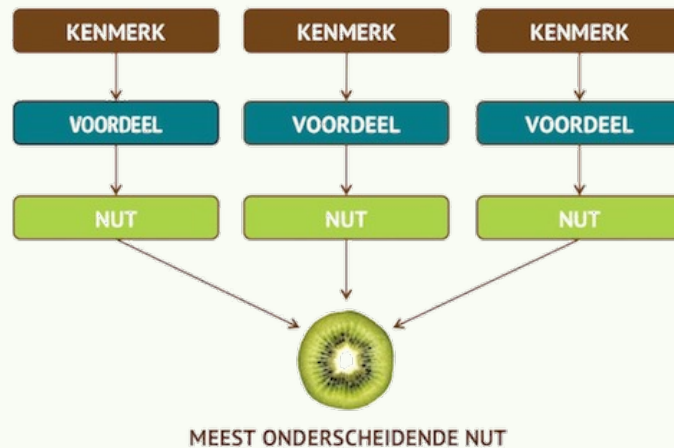 KENMERK KENMERK KENMERK
VOORDEEL VOORDEEL VOORDEEL
NUT NUT NUT
MEEST ONDERSCHEIDENDE NUT